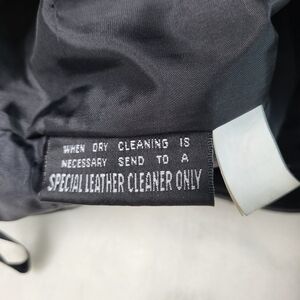 WHEN DRY CLEANING IS
NECESSARY SEND TO A
SPECIAL LEATHER CLEANER ONLY